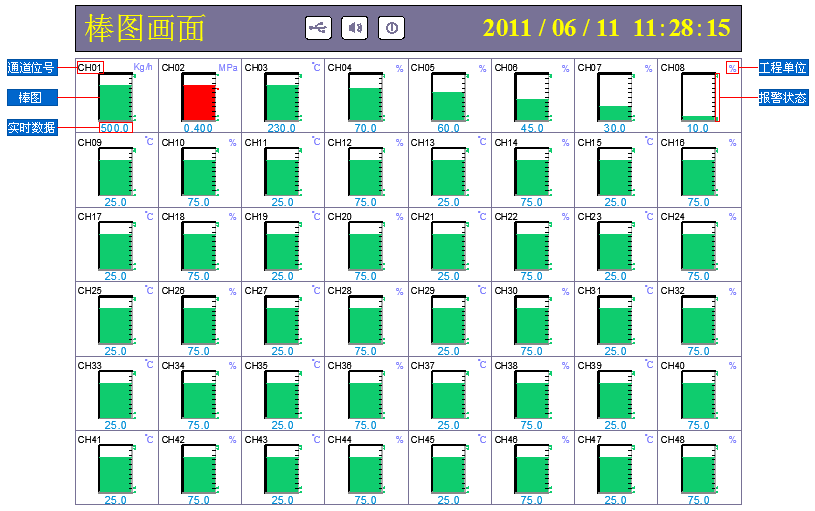 棒图画面 2011 / 06 / 11 11:28:15
通道位号 CH01 Kg/h CH02 MPa CH03 ℃ CH04 % CH05 % CH06 % CH07 % CH08 % 工程单位
棒图 报警状态
实时数据 500.0 0.400 230.0 70.0 60.0 45.0 30.0 10.0
CH09 ℃ CH10 % CH11 ℃ CH12 % CH13 ℃ CH14 % CH15 ℃ CH16 %
25.0 75.0 25.0 75.0 25.0 75.0 25.0 75.0
CH17 ℃ CH18 % CH19 ℃ CH20 % CH21 ℃ CH22 % CH23 ℃ CH24 %
25.0 75.0 25.0 75.0 25.0 75.0 25.0 75.0
CH25 ℃ CH26 % CH27 ℃ CH28 % CH29 ℃ CH30 % CH31 ℃ CH32 %
25.0 75.0 25.0 75.0 25.0 75.0 25.0 75.0
CH33 ℃ CH34 % CH35 ℃ CH36 % CH37 ℃ CH38 % CH39 ℃ CH40 %
25.0 75.0 25.0 75.0 25.0 75.0 25.0 75.0
CH41 ℃ CH42 % CH43 ℃ CH44 % CH45 ℃ CH46 % CH47 ℃ CH48 %
25.0 75.0 25.0 75.0 25.0 75.0 25.0 75.0